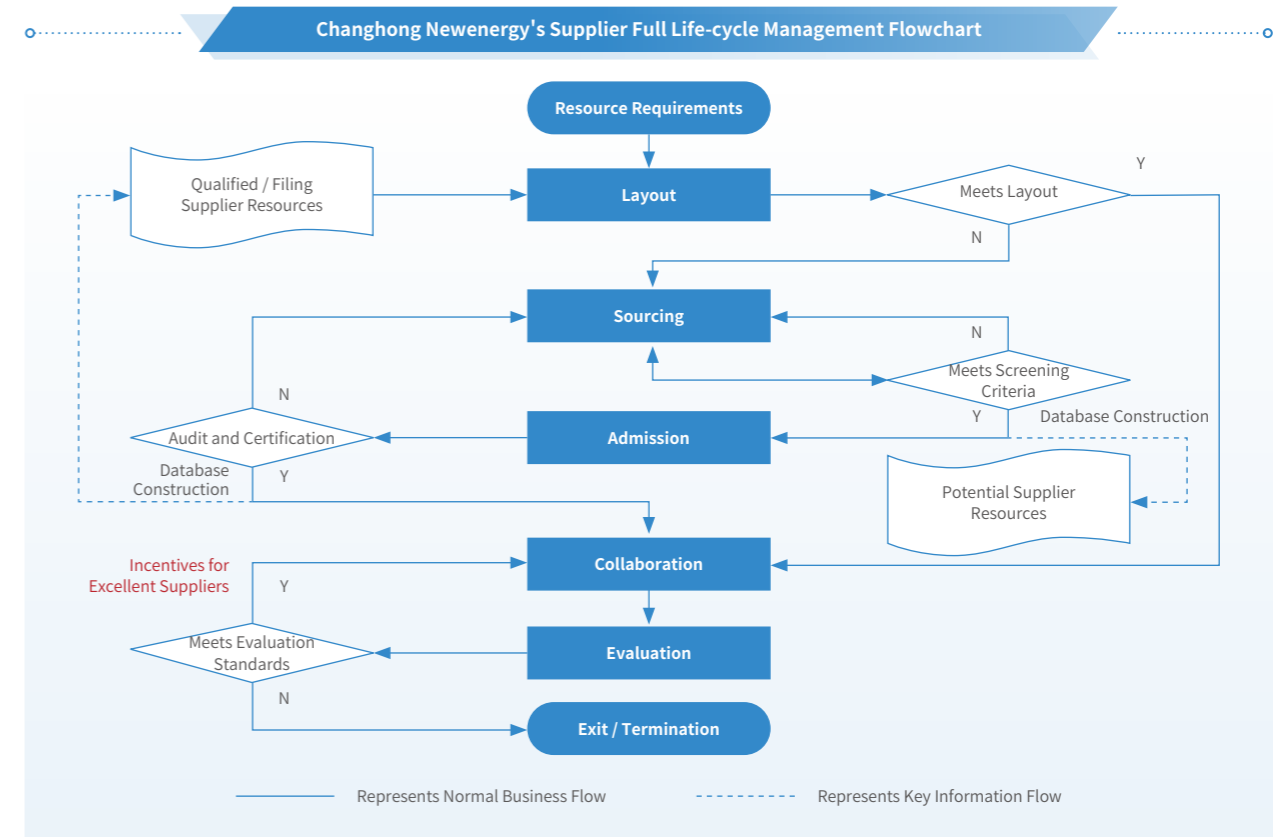 Changhong Newenergy's Supplier Full Life-cycle Management Flowchart
Resource Requirements
Qualified / Filing
Supplier Resources
Layout
Meets Layout
Y
N
Sourcing
N
Meets Screening
Criteria
Y
Database Construction
N
Audit and Certification
Admission
Database
Construction
Y
Potential Supplier
Resources
Incentives for
Excellent Suppliers
Y
Collaboration
Meets Evaluation
Standards
Evaluation
N
Exit / Termination
Represents Normal Business Flow
Represents Key Information Flow